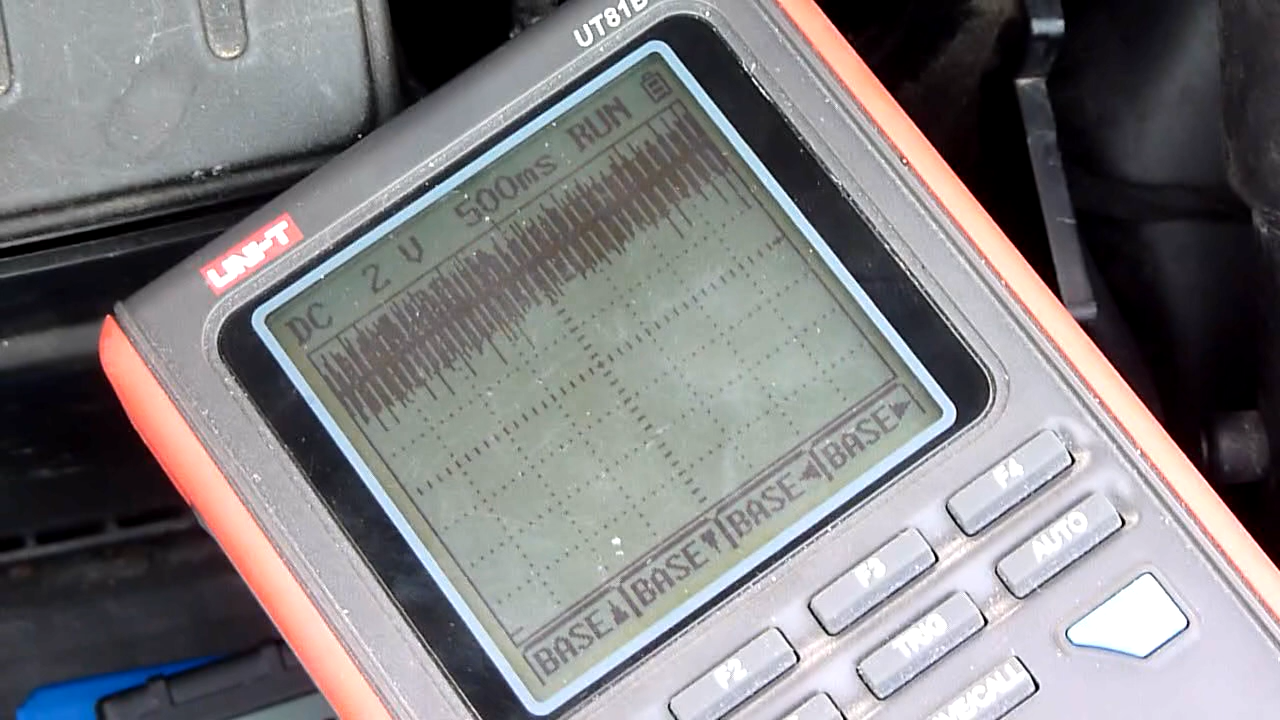 UT81B
UNI-T
DC 2 V 500ms RUN
BASE▲ BASE▼ BASE◀ BASE▶
F4
AUTO
F3
TRIG
F2